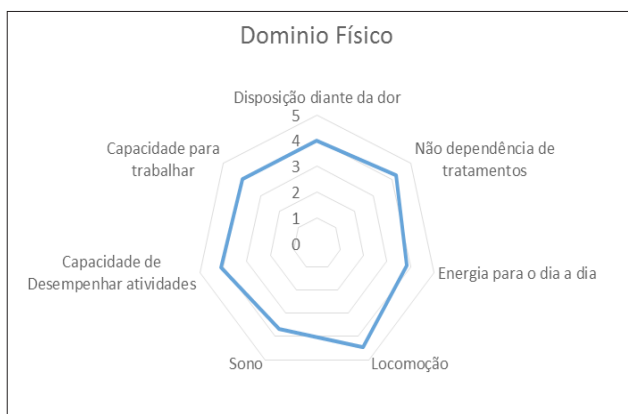 Dominio Físico
Disposição diante da dor
5
4
3
2
1
0
Não dependência de
tratamentos
Energia para o dia a dia
Locomoção
Sono
Capacidade de
Desempenhar atividades
Capacidade para
trabalhar